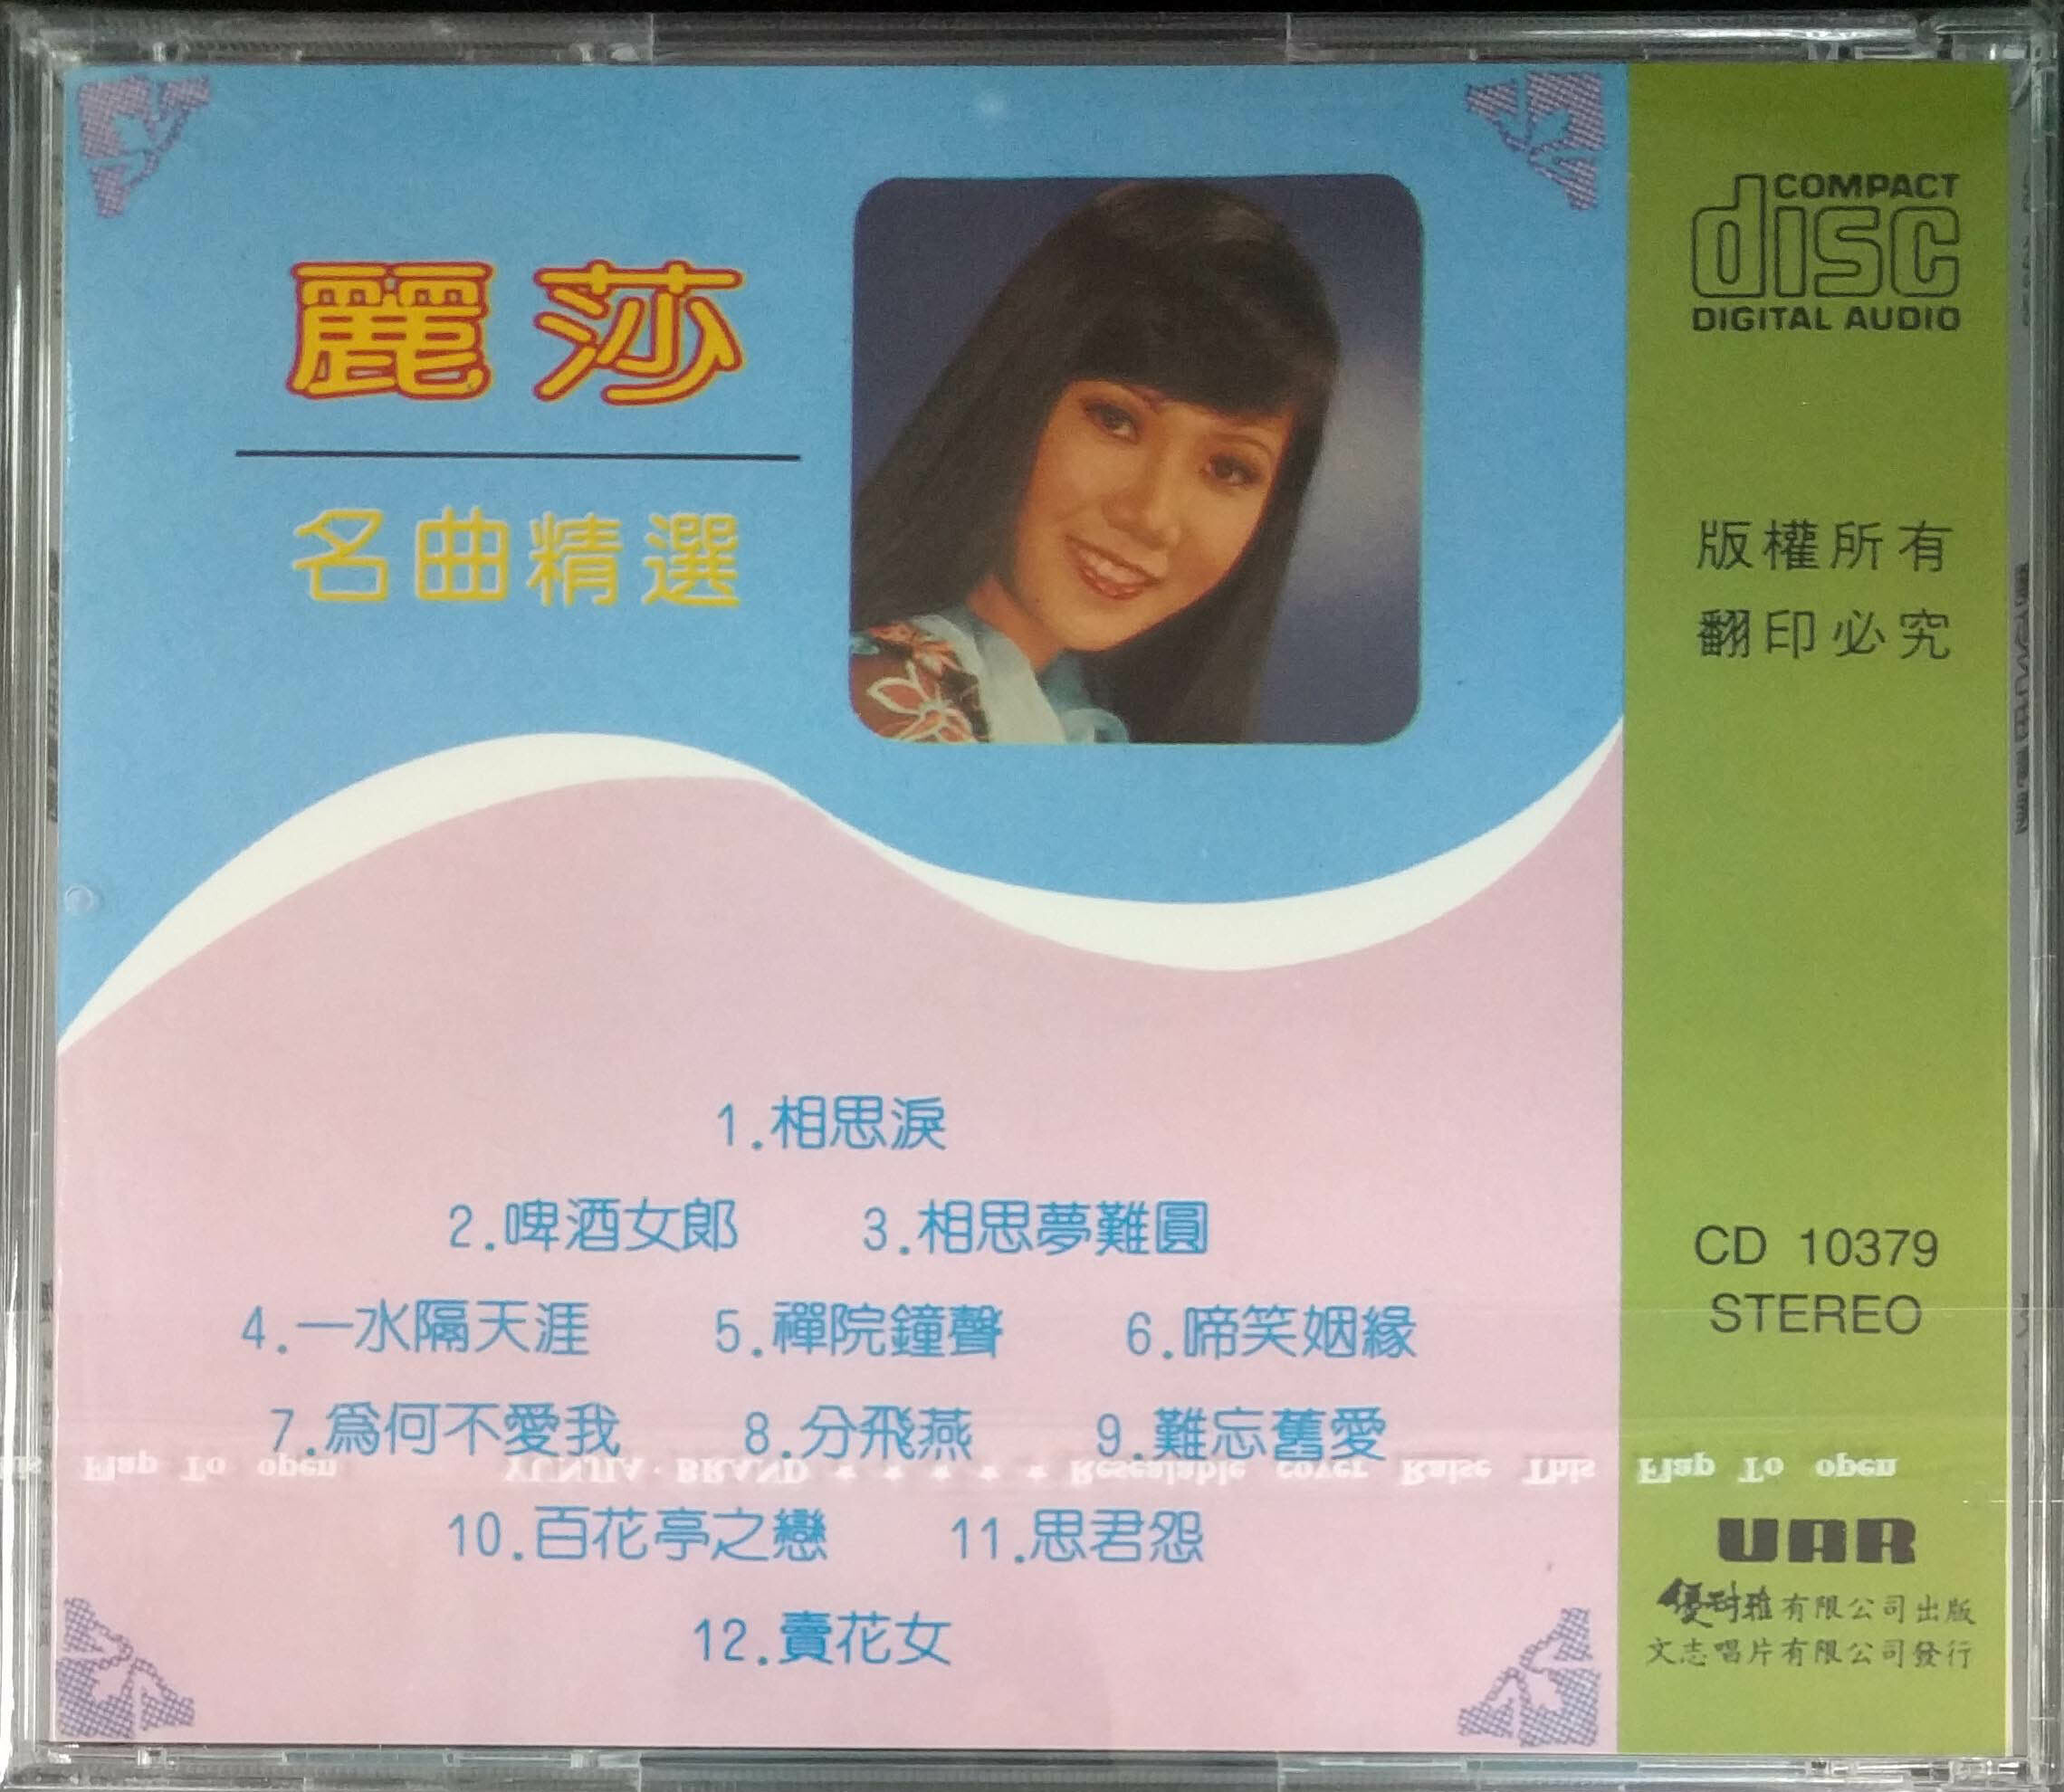 麗莎
名曲精選
COMPACT
disc
DIGITAL AUDIO
版權所有
翻印必究
1.相思淚
2.啤酒女郎 3.相思夢難圓
4.一水隔天涯 5.禪院鐘聲 6.啼笑姻緣
7.爲何不愛我 8.分飛燕 9.難忘舊愛
Flap To open YUNJIA·BRAND ★ ★ ★ ★ ★ Resealable cover Raise This Flap To open
10.百花亭之戀 11.思君怨
12.賣花女
CD 10379
STEREO
UAR
優玛雅有限公司出版
文志唱片有限公司發行